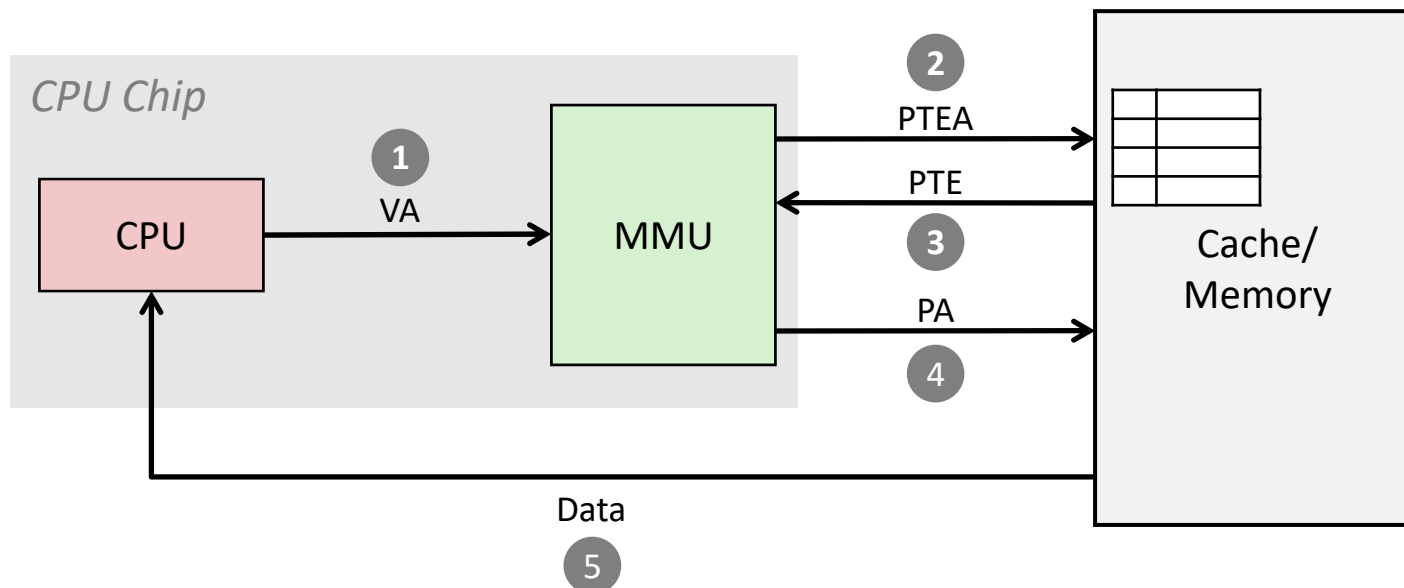 CPU Chip
2
PTEA
1
VA
PTE
CPU
MMU
3
Cache/
Memory
PA
4
Data
5